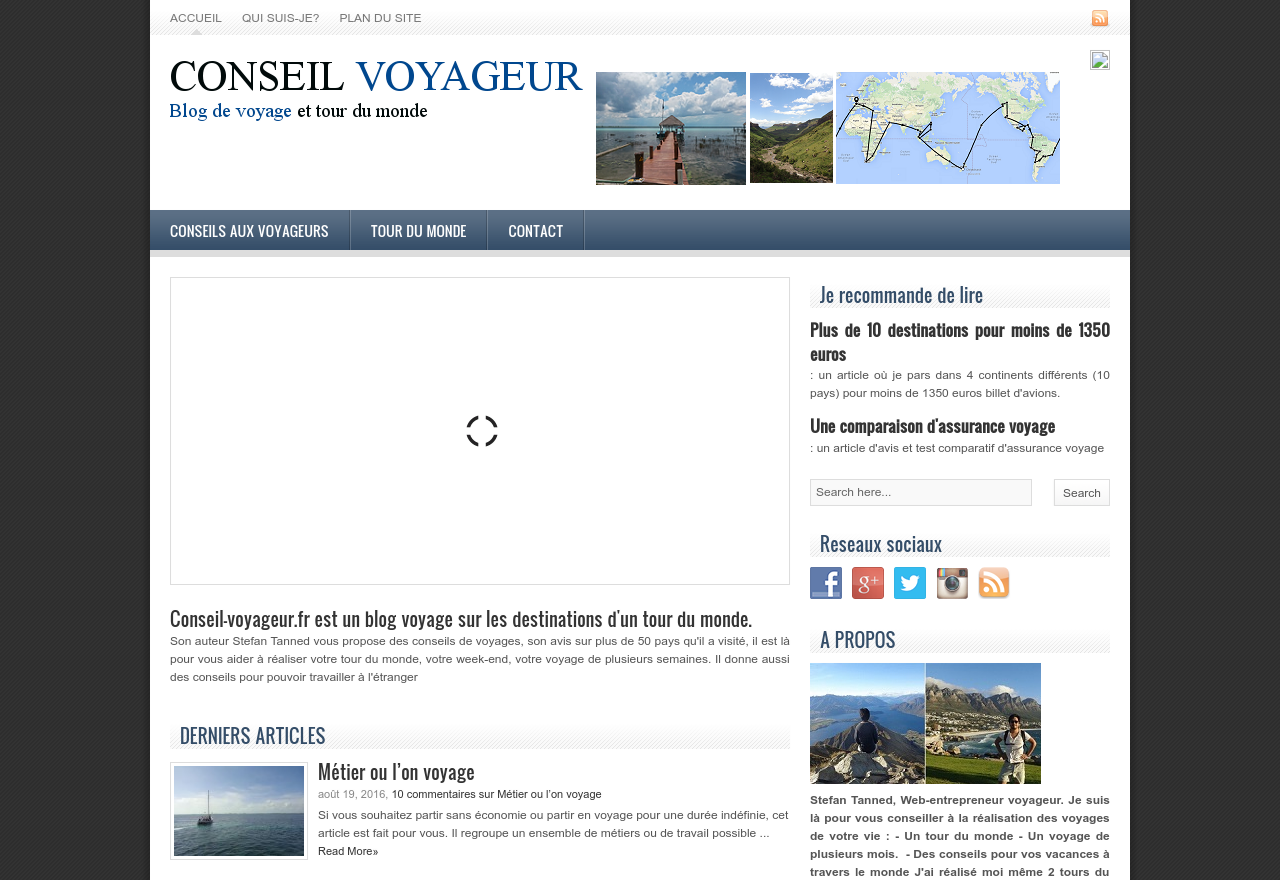 ACCUEIL QUI SUIS-JE? PLAN DU SITE
CONSEIL VOYAGEUR
Blog de voyage et tour du monde
CONSEILS AUX VOYAGEURS TOUR DU MONDE CONTACT
Conseil-voyageur.fr est un blog voyage sur les destinations d'un tour du monde.
Son auteur Stefan Tanned vous propose des conseils de voyages, son avis sur plus de 50 pays qu'il a visité, il est là
pour vous aider à réaliser votre tour du monde, votre week-end, votre voyage de plusieurs semaines. Il donne aussi
des conseils pour pouvoir travailler à l'étranger
DERNIERS ARTICLES
Métier ou l'on voyage
août 19, 2016, 10 commentaires sur Métier ou l'on voyage
Si vous souhaitez partir sans économie ou partir en voyage pour une durée indéfinie, cet
article est fait pour vous. Il regroupe un ensemble de métiers ou de travail possible ...
Read More»
Je recommande de lire
Plus de 10 destinations pour moins de 1350
euros
: un article où je pars dans 4 continents différents (10
pays) pour moins de 1350 euros billet d'avions.
Une comparaison d'assurance voyage
: un article d'avis et test comparatif d'assurance voyage
Search here... Search
Reseaux sociaux
A PROPOS
Stefan Tanned, Web-entrepreneur voyageur. Je suis
là pour vous conseiller à la réalisation des voyages
de votre vie : - Un tour du monde - Un voyage de
plusieurs mois. - Des conseils pour vos vacances à
travers le monde J'ai réalisé moi même 2 tours du